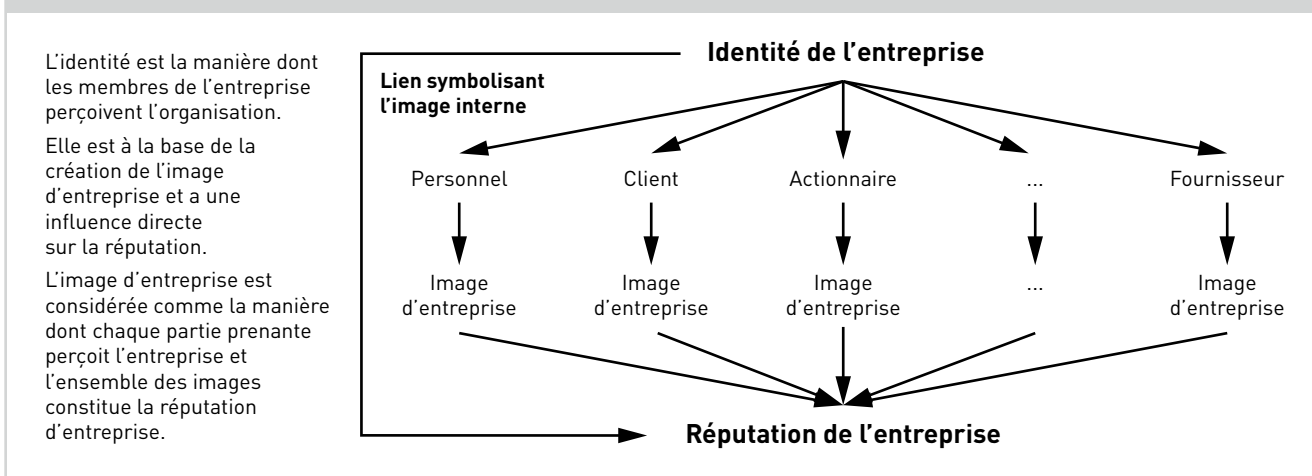 L’identité est la manière dont
les membres de l’entreprise
perçoivent l’organisation.
Elle est à la base de la
création de l’image
d’entreprise et a une
influence directe
sur la réputation.
L’image d’entreprise est
considérée comme la manière
dont chaque partie prenante
perçoit l’entreprise et
l’ensemble des images
constitue la réputation
d’entreprise.
Identité de l’entreprise
Lien symbolisant
l’image interne
Personnel Client Actionnaire ... Fournisseur
Image Image Image ... Image
d’entreprise d’entreprise d’entreprise d’entreprise
Réputation de l’entreprise